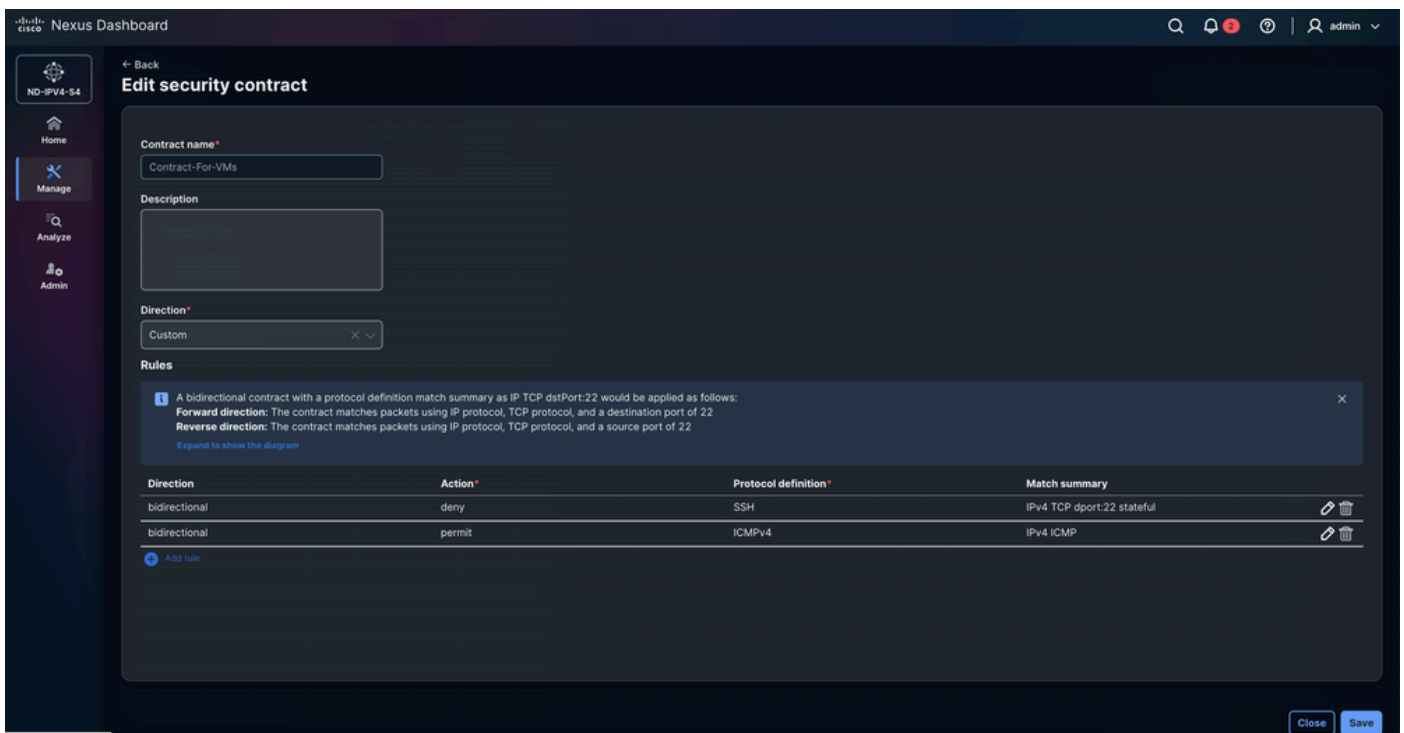 cisco Nexus Dashboard
2
admin
ND-IPV4-S4
Home
Manage
Analyze
Admin
← Back
Edit security contract
Contract name*
Contract-For-VMs
Description
Direction*
Custom
Rules
A bidirectional contract with a protocol definition match summary as IP TCP dstPort:22 would be applied as follows:
Forward direction: The contract matches packets using IP protocol, TCP protocol, and a destination port of 22
Reverse direction: The contract matches packets using IP protocol, TCP protocol, and a source port of 22
Expand to show the diagram
Direction Action* Protocol definition* Match summary
bidirectional deny SSH IPv4 TCP dport:22 stateful
bidirectional permit ICMPv4 IPv4 ICMP
Add rule
Close Save